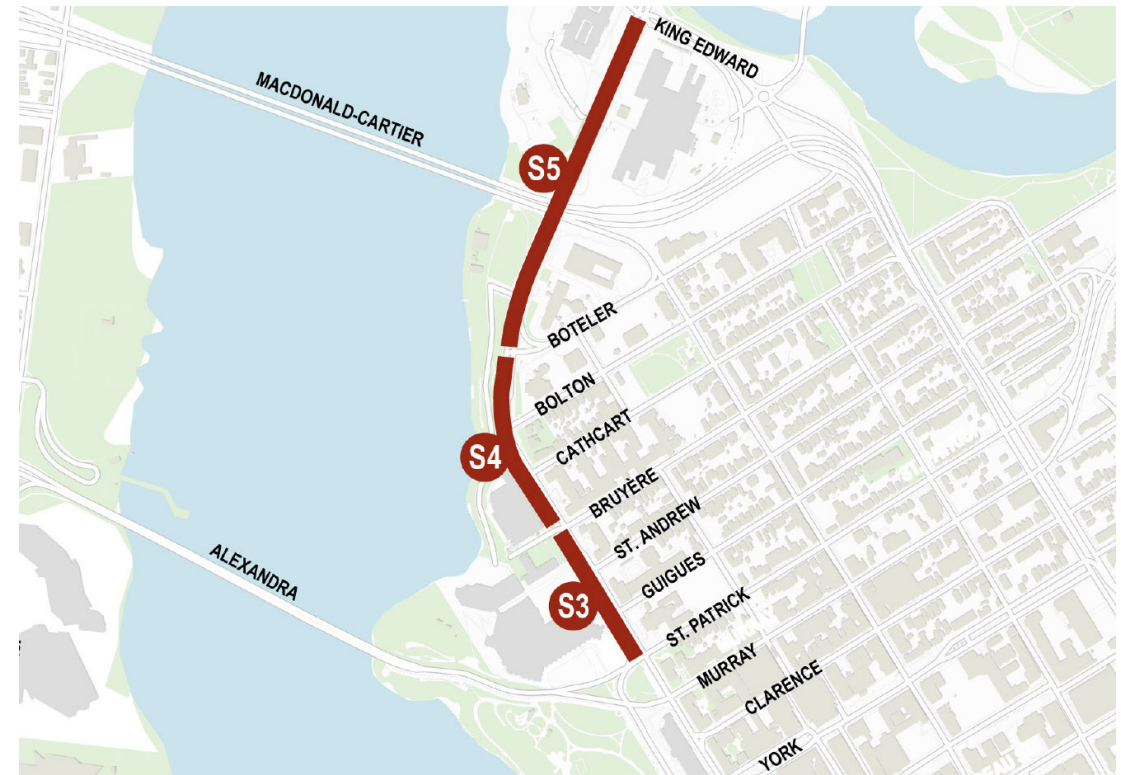 KING EDWARD
MACDONALD-CARTIER
S5
BOTELER
BOLTON
CATHCART
S4
BRUYÈRE
ST. ANDREW
ALEXANDRA
GUIGUES
S3
ST. PATRICK
MURRAY
CLARENCE
YORK